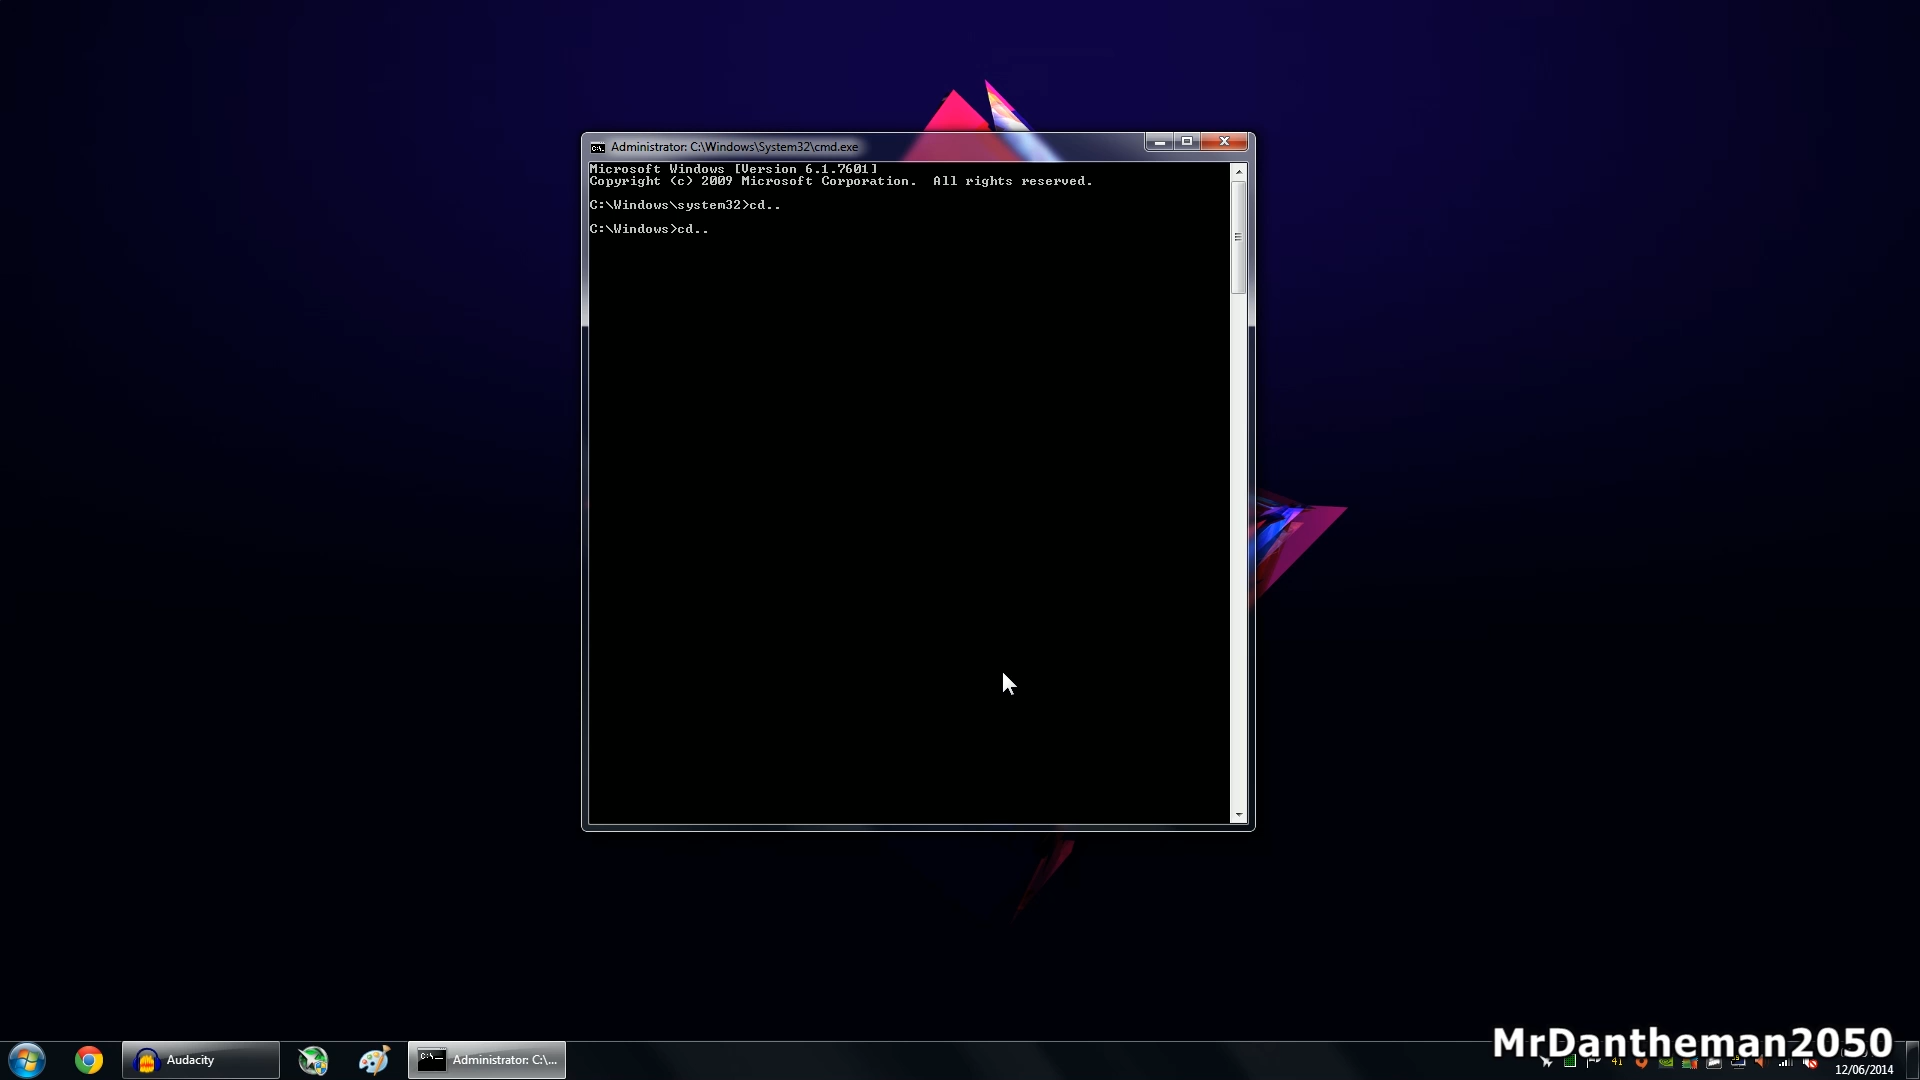 Administrator: C:\Windows\System32\cmd.exe
Microsoft Windows [Version 6.1.7601]
Copyright (c) 2009 Microsoft Corporation.  All rights reserved.
C:\Windows\system32>cd..
C:\Windows>cd..
MrDantheman2050
Audacity
Administrator: C:\...
41
12/06/2014